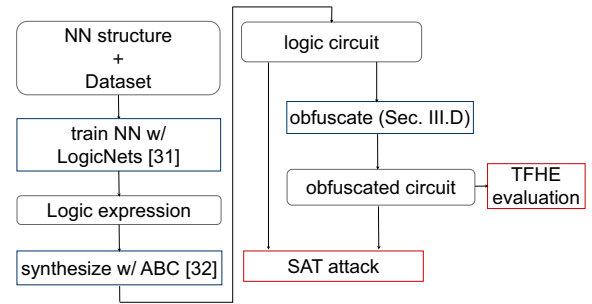 NN structure
+
Dataset
train NN w/
LogicNets [31]
Logic expression
synthesize w/ ABC [32]
logic circuit
obfuscate (Sec. III.D)
obfuscated circuit
TFHE
evaluation
SAT attack